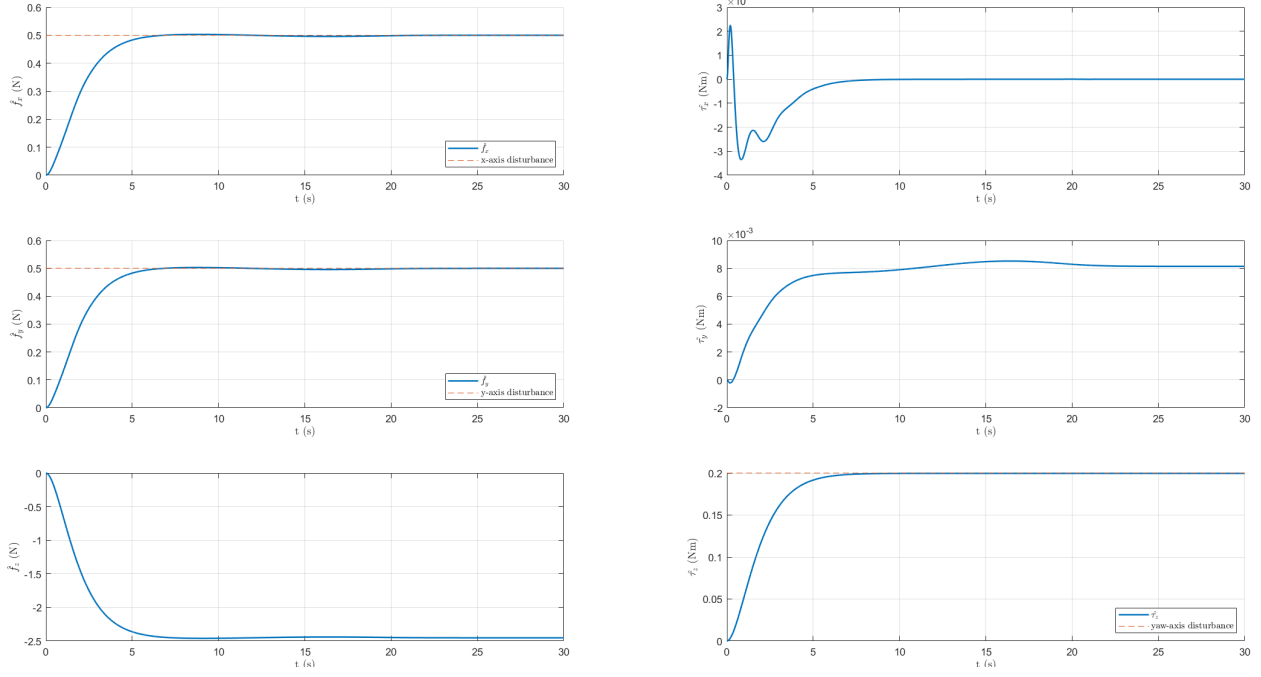 0.6
0.5
0.4
0.3
0.2
0.1
0
f̂x (N)
f̂x
x-axis disturbance
0 5 10 15 20 25 30
t (s)
3
2
1
0
-1
-2
-3
-4
τ̂x (Nm)
0 5 10 15 20 25 30
t (s)
0.6
0.5
0.4
0.3
0.2
0.1
0
f̂y (N)
f̂y
y-axis disturbance
0 5 10 15 20 25 30
t (s)
×10-3
10
8
6
4
2
0
-2
τ̂y (Nm)
0 5 10 15 20 25 30
t (s)
0
-0.5
-1
-1.5
-2
-2.5
f̂z (N)
0 5 10 15 20 25 30
t (s)
0.2
0.15
0.1
0.05
0
τ̂z (Nm)
τ̂z
yaw-axis disturbance
0 5 10 15 20 25 30
t (s)